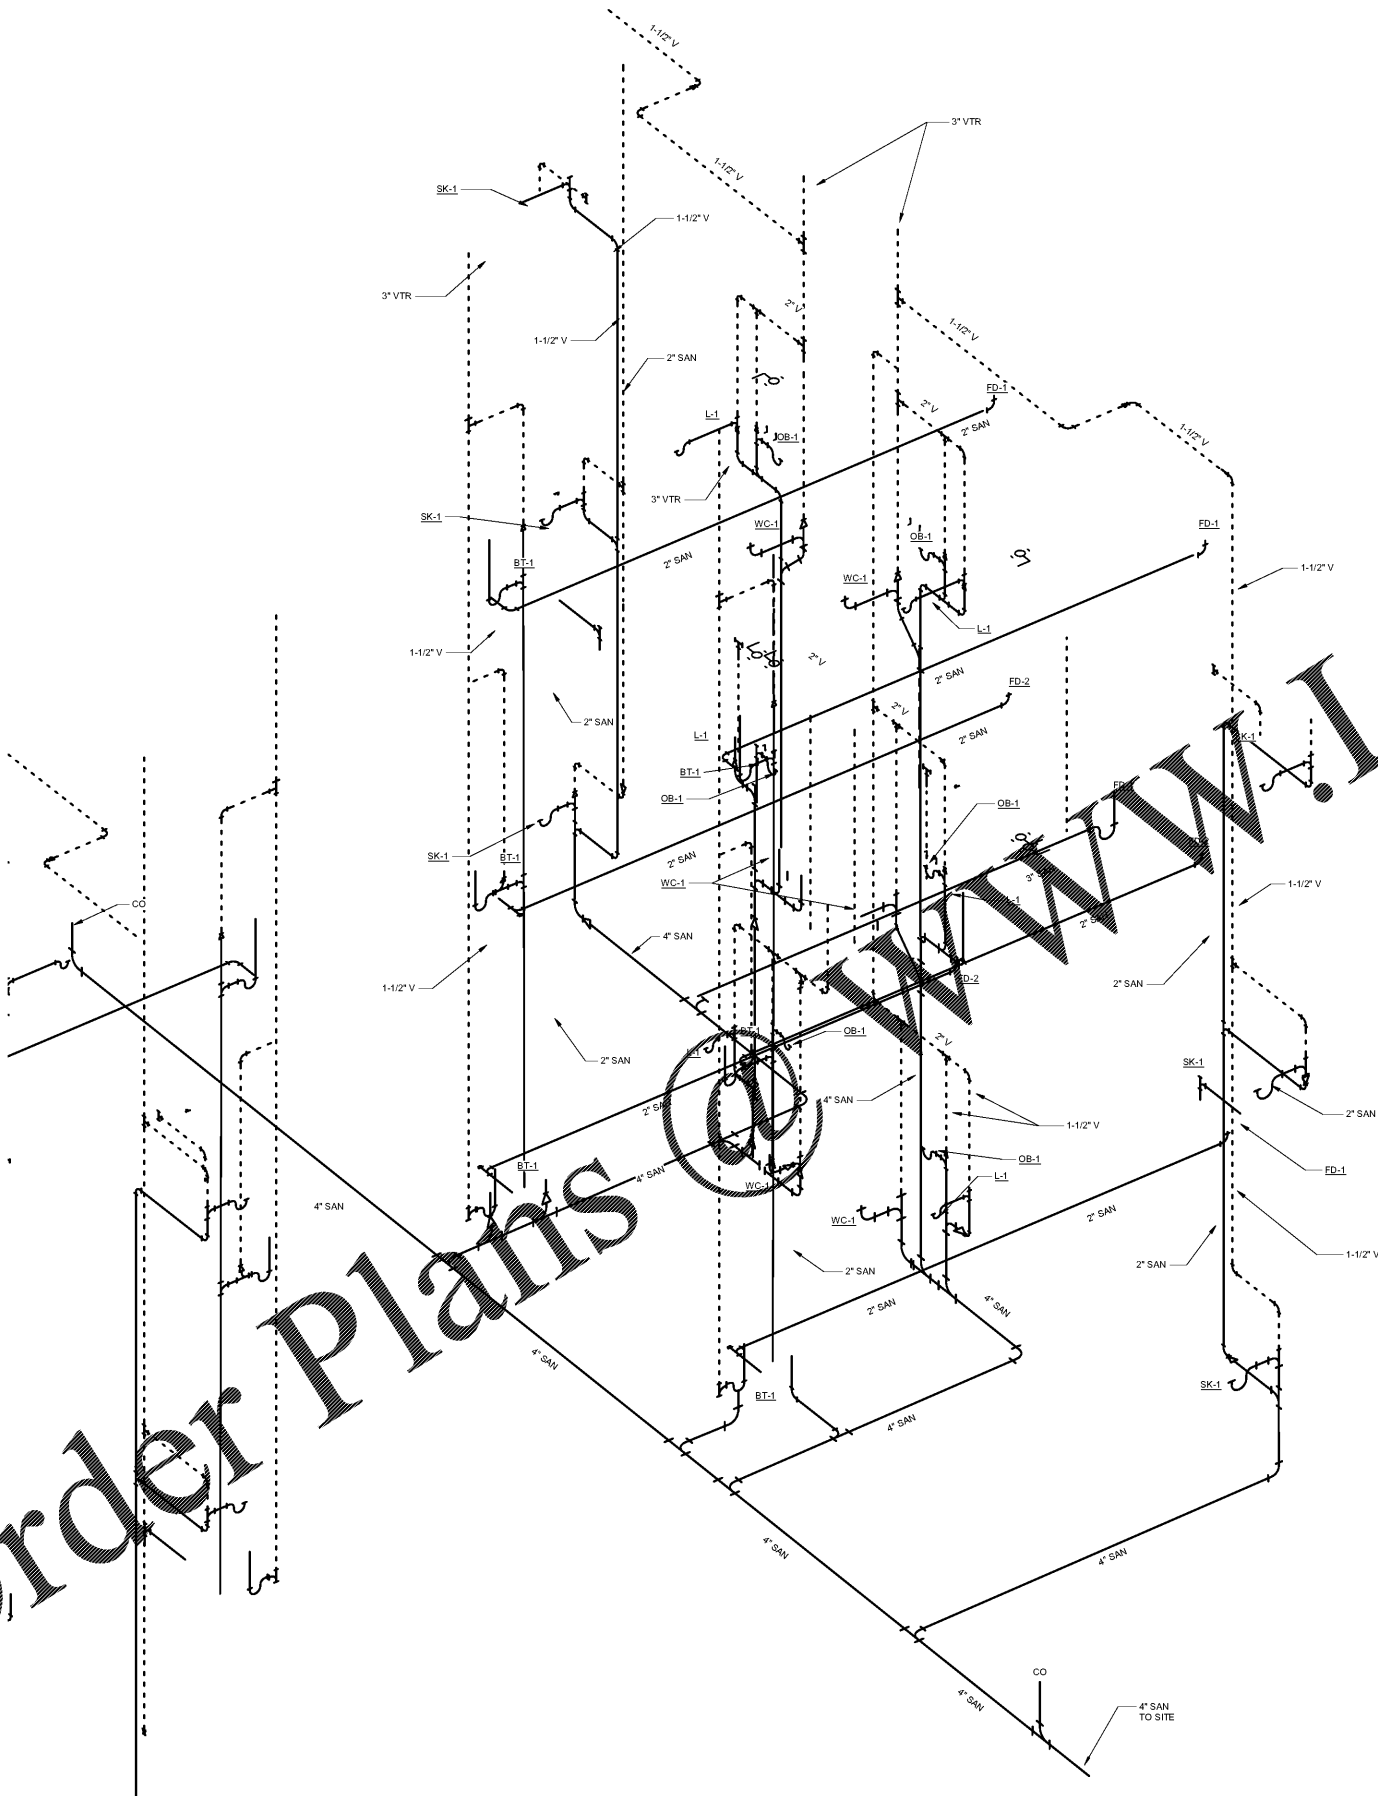 1-1/2" V
3" VTR
1-1/2" V
SK-1
1-1/2" V
3" VTR
2" V
1-1/2" V
1-1/2" V
2" SAN
FD-1
2" V
L-1
2" SAN
OB-1
1-1/2" V
3" VTR
SK-1
WC-1
FD-1
OB-1
2" SAN
BT-1
WC-1
1-1/2" V
L-1
1-1/2" V
2" V
2" SAN
FD-2
2" V
2" SAN
L-1
2" SAN
SK-1
BT-1
OB-1
OB-1
SK-1
BT-1
2" SAN
WC-1
1-1/2" V
CO
4" SAN
2" SAN
FD-2
1-1/2" V
2" SAN
OB-1
2" V
2" SAN
SK-1
4" SAN
2" SAN
1-1/2" V
OB-1
BT-1
4" SAN
FD-1
L-1
WC-1
4" SAN
WC-1
2" SAN
1-1/2" V
2" SAN
2" SAN
4" SAN
2" SAN
4" SAN
SK-1
BT-1
4" SAN
4" SAN
4" SAN
CO
4" SAN
4" SAN
TO SITE
order Plans @ www.I